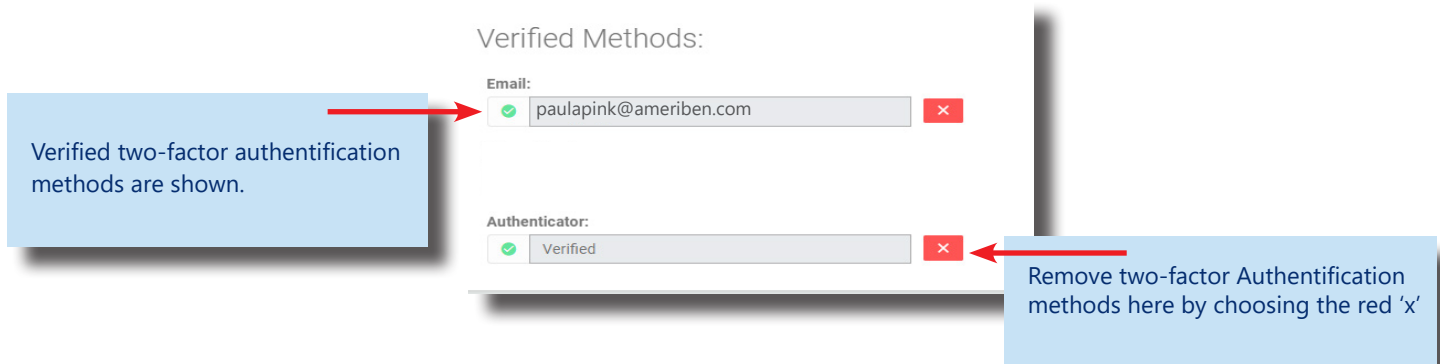 Verified Methods:
Email:
paulapink@ameriben.com
Verified two-factor authentification
methods are shown.
Authenticator:
Verified
Remove two-factor Authentification
methods here by choosing the red ‘x’